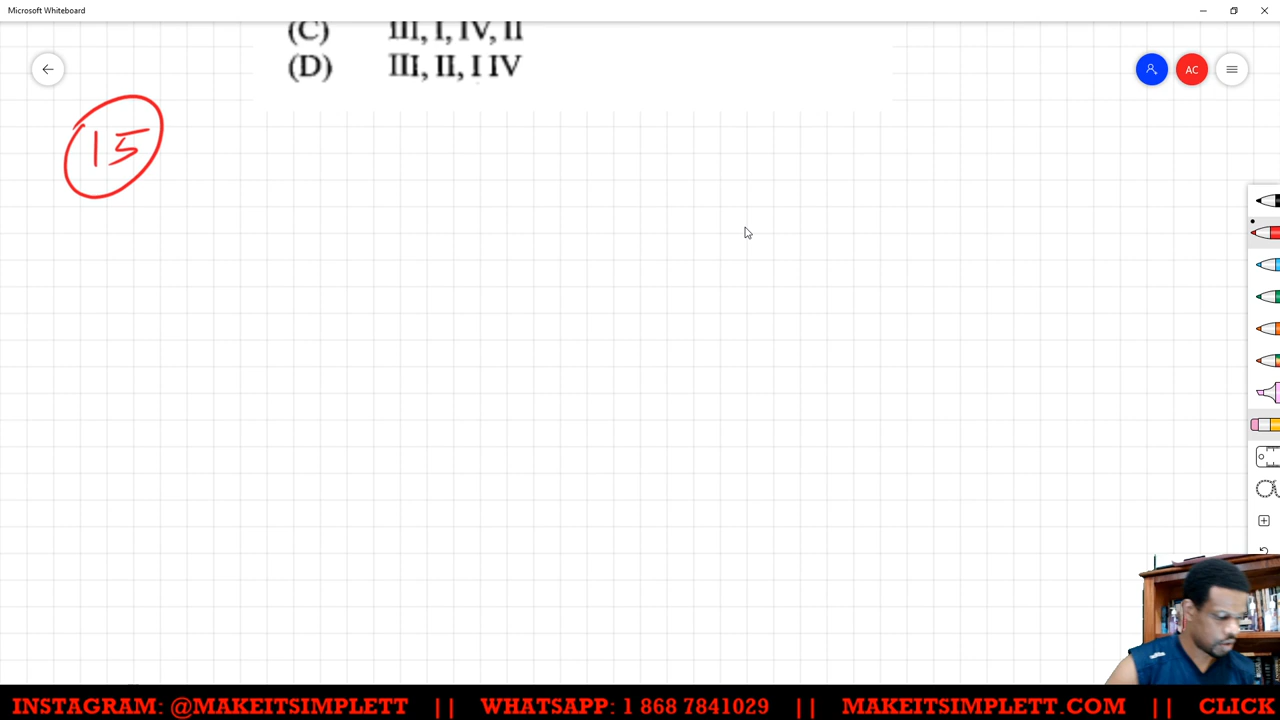 Microsoft Whiteboard
(C) III, I, IV, II
AC
(D) III, II, I IV
15
INSTAGRAM: @MAKEITSIMPLETT || WHATSAPP: 1 868 7841029 || MAKEITSIMPLETT.COM || CLICK